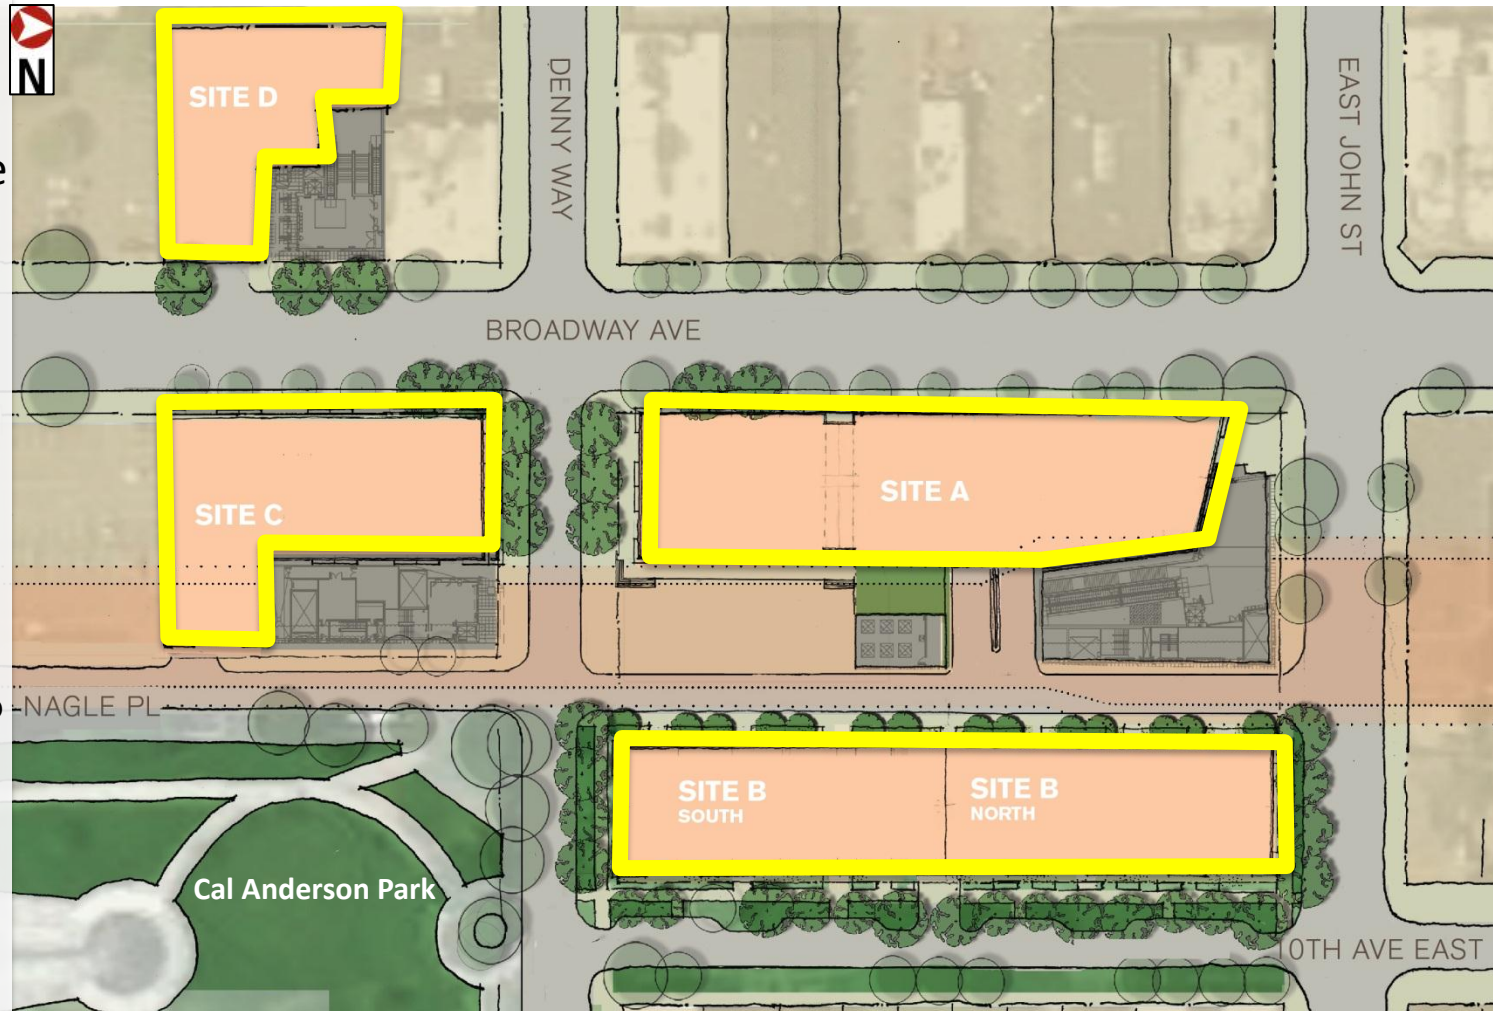 N
SITE D
DENNY WAY
EAST JOHN ST
e
BROADWAY AVE
SITE C
SITE A
NAGLE PL
SITE B
SOUTH
SITE B
NORTH
Cal Anderson Park
10TH AVE EAST